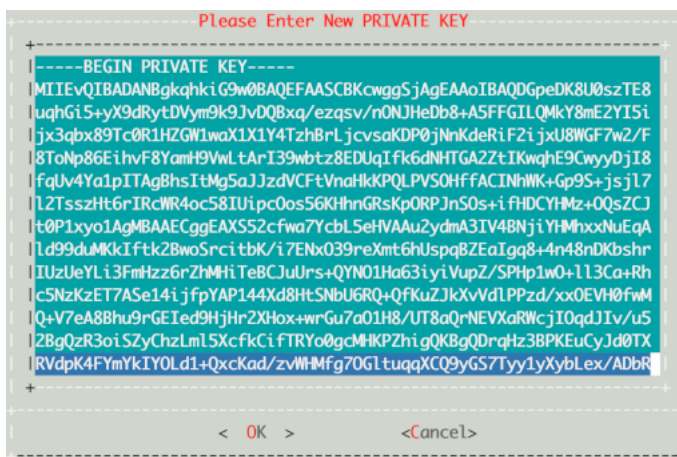 Please Enter New PRIVATE KEY
-----BEGIN PRIVATE KEY-----
MIIEvQIBADANBgkqhkiG9w0BAQEFAASCBKcwggSjAgEAAoIBAQDGpeDK8U0szTE8
uqhGi5+yX9dRytDVym9k9JvDQBxq/ezqsv/nONJHeDb8+A5FFGILQMkY8mE2YI5i
jx3qbx89Tc0R1HZGW1waX1X1Y4TzhBrLjcvsaKDP0jNnKdeRiF2ijxU8WGF7w2/F
8ToNp86EihvF8YamH9VwLtArI39wbtz8EDUqIfk6dNHTGA2ZtIKwqhE9CwyyDjI8
fqUv4Ya1pITAgBhsItMg5aJJzdVCFtVnaHkKPQLPVSOHffACINhWK+Gp9S+jsjl7
l2TsszHt6rIRcWR4oc58IUipcOos56KHhnGRsKpORPJnSOs+ifHDCYHMz+OQsZCJ
t0P1xyo1AgMBAAECggEAXS52cfwa7YcbL5eHVAAu2ydmA3IV4BNjiYHMhxxNuEqA
ld99duMKkIftk2BwoSrcitbK/i7ENxO39reXmt6hUspqBZEaIgq8+4n48nDKbshr
IUzUeYLi3FmHzz6rZhMHiTeBCJuUrs+QYNO1Ha63iyiVupZ/SPHp1wO+ll3Ca+Rh
c5NzKzET7ASe14ijfpYAP144Xd8HtSNbU6RQ+QfKuZJkXvVdlPPzd/xxOEVH0fwM
Q+V7eA8Bhu9rGEIed9HjHr2XHox+wrGu7aO1H8/UT8aQrNEVXaRWcjIOqdJIv/u5
2BgQzR3oiSZyChzLml5XcfkCifTRYo0gcMHKPZhigQKBgQDrqHz3BPKEuCyJd0TX
RVdpK4FYmYkIYOLd1+QxcKad/zvWHMfg7OGltuqqXCQ9yGS7Tyy1yXybLex/ADbR
< OK > <Cancel>